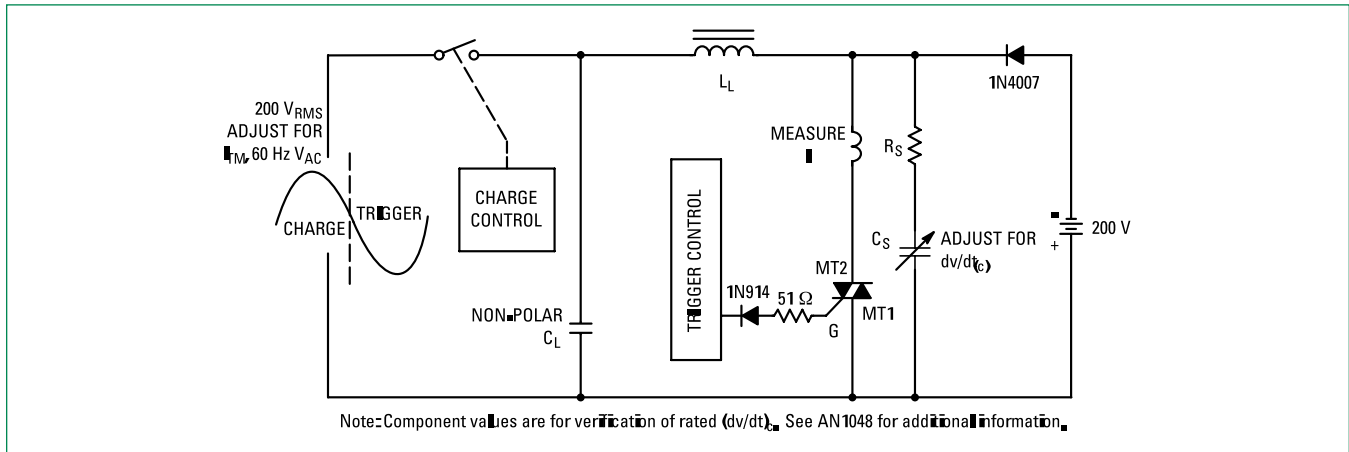 200 VRMS
ADJUST FOR
ITM, 60 Hz VAC
CHARGE
TRIGGER
CHARGE
CONTROL
NON-POLAR
CL
LL
TRIGGER CONTROL
MEASURE
I
RS
1N4007
CS
ADJUST FOR
dv/dt(c)
-
+
200 V
1N914
51 Ω
MT2
MT1
G
Note: Component values are for verification of rated (dv/dt)c. See AN1048 for additional information.